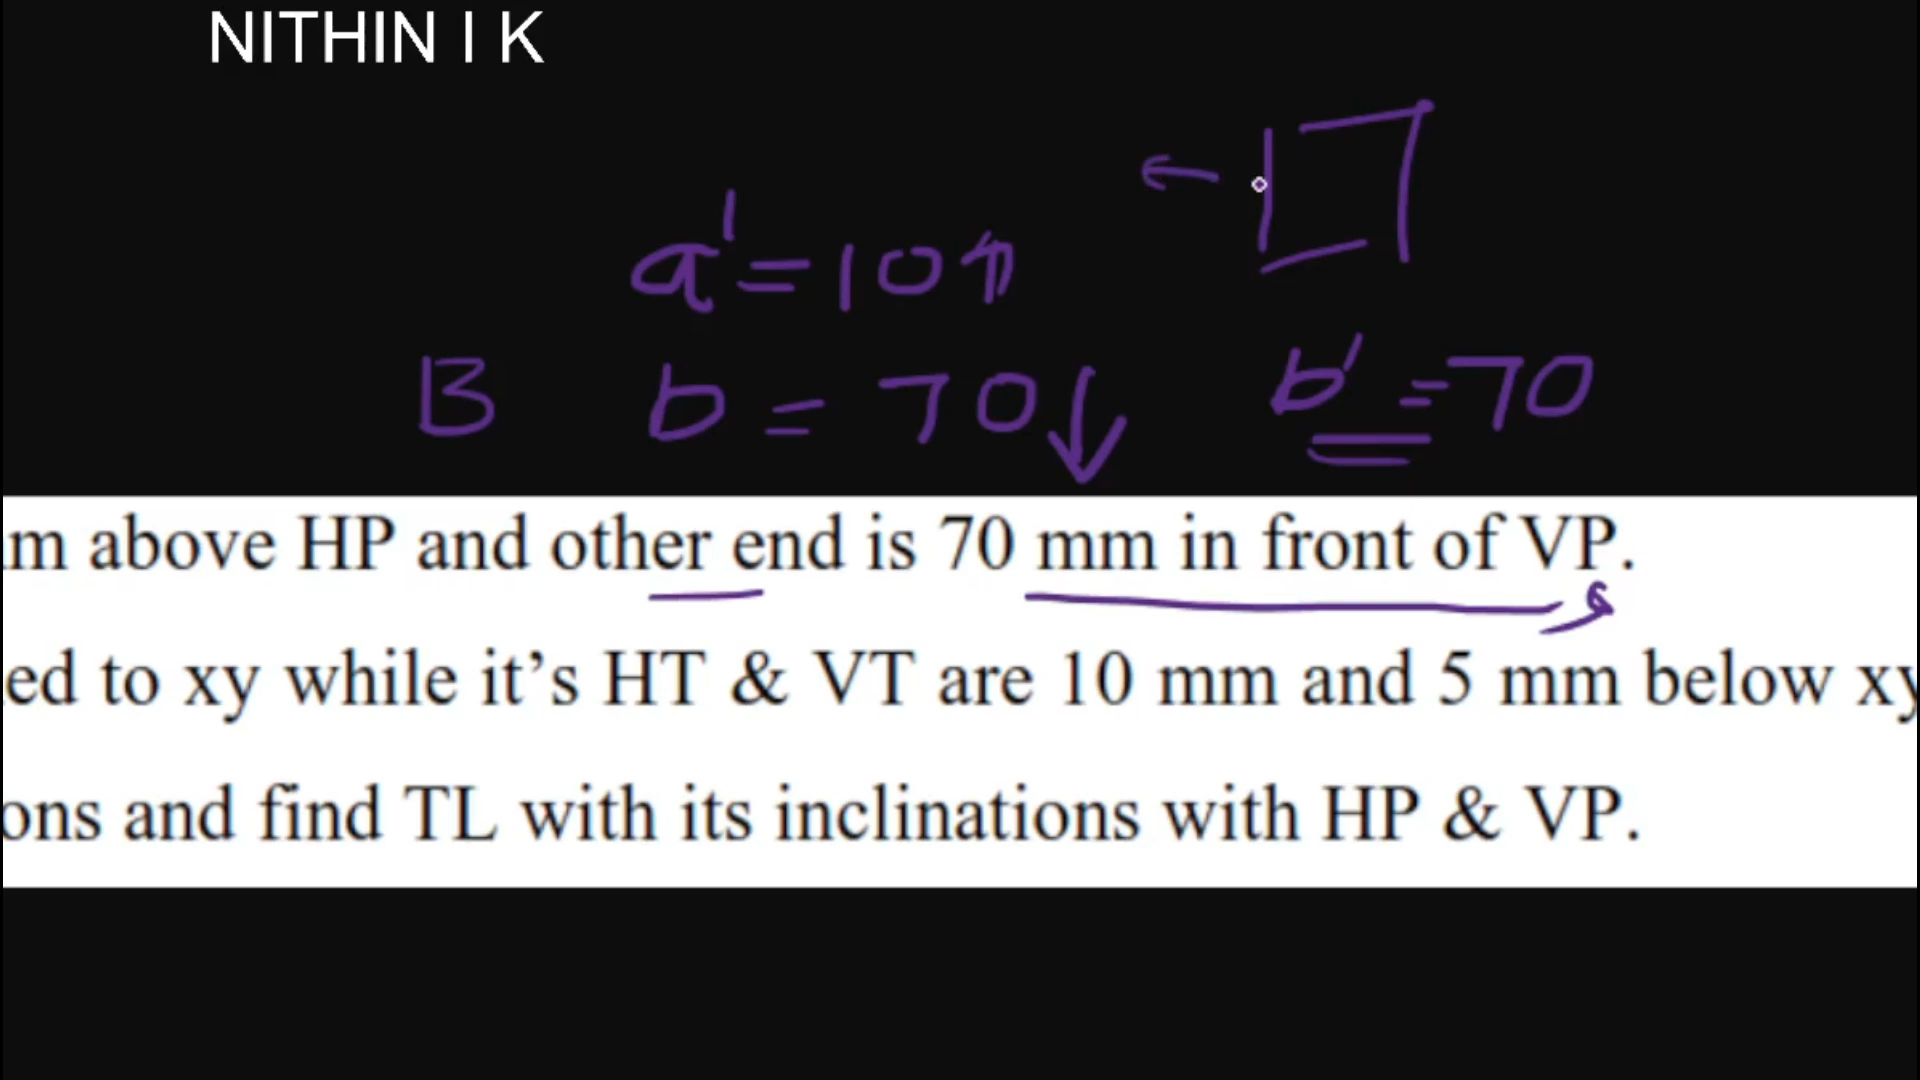 NITHIN I K
a' = 10↑
B b = 70↓ b' = 70
m above HP and other end is 70 mm in front of VP.
ed to xy while it’s HT & VT are 10 mm and 5 mm below xy
ons and find TL with its inclinations with HP & VP.